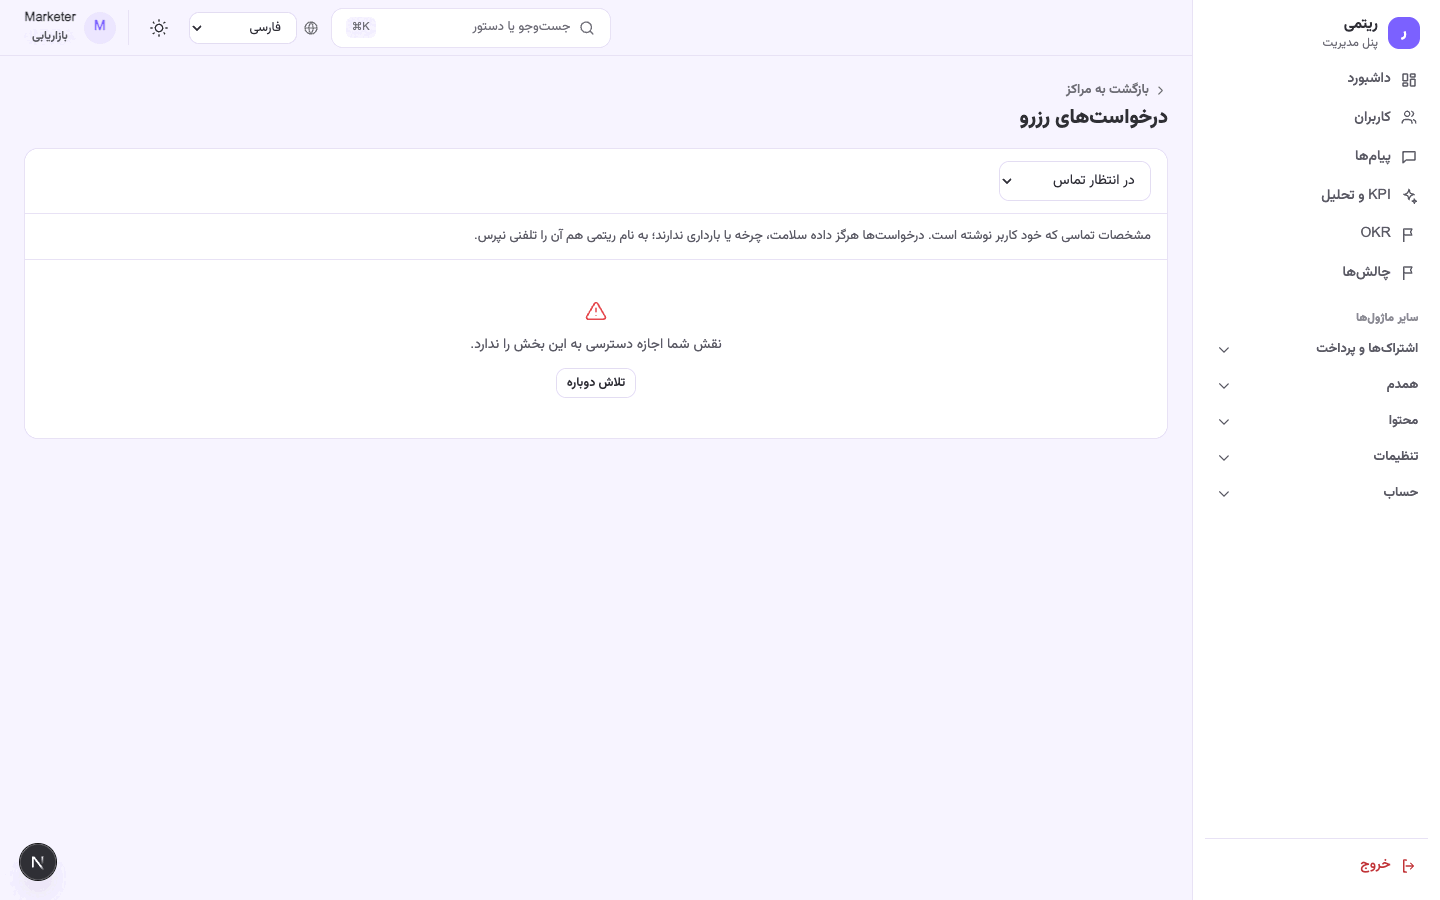 ر
ریتمی
پنل مدیریت
داشبورد
کاربران
پیام‌ها
KPI و تحلیل
OKR
چالش‌ها
سایر ماژول‌ها
اشتراک‌ها و پرداخت
همدم
محتوا
تنظیمات
حساب
خروج
جست‌وجو یا دستور
⌘K
فارسی
M
Marketer
بازاریابی
بازگشت به مراکز
درخواست‌های رزرو
در انتظار تماس
مشخصات تماسی که خود کاربر نوشته است. درخواست‌ها هرگز داده سلامت، چرخه یا بارداری ندارند؛ به نام ریتمی هم آن را تلفنی نپرس.
نقش شما اجازه دسترسی به این بخش را ندارد.
تلاش دوباره
N